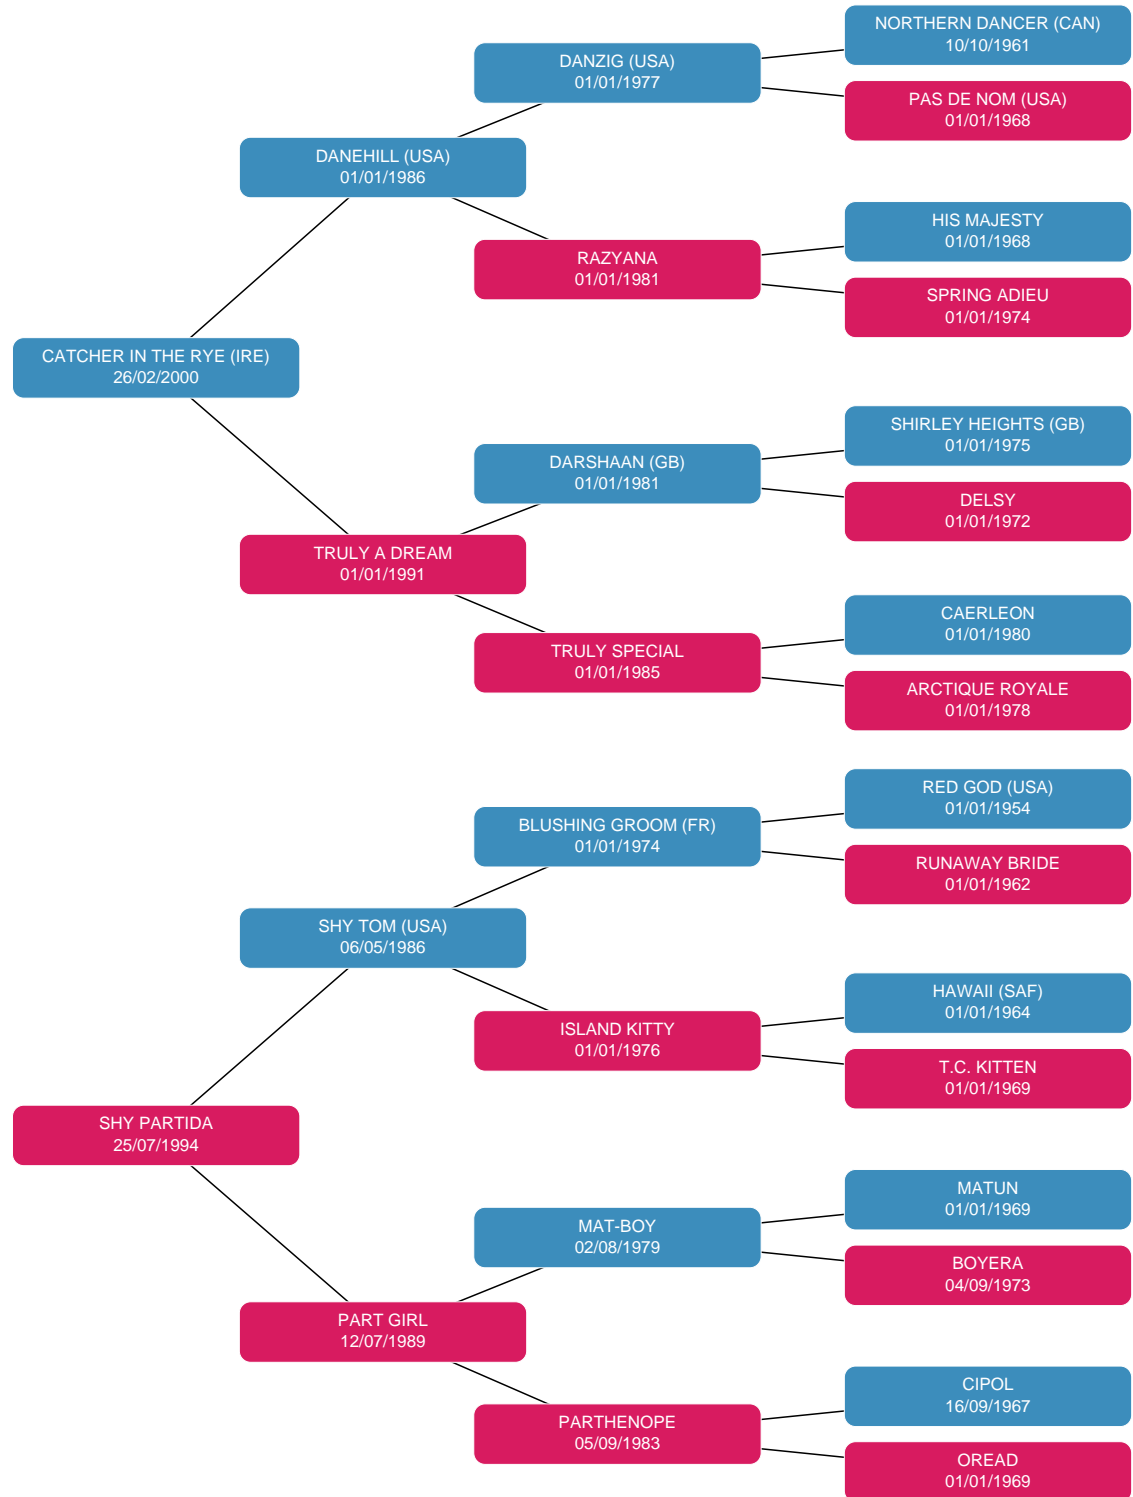 NORTHERN DANCER (CAN)
10/10/1961
DANZIG (USA)
01/01/1977
PAS DE NOM (USA)
01/01/1968
DANEHILL (USA)
01/01/1986
HIS MAJESTY
01/01/1968
RAZYANA
01/01/1981
SPRING ADIEU
01/01/1974
CATCHER IN THE RYE (IRE)
26/02/2000
SHIRLEY HEIGHTS (GB)
01/01/1975
DARSHAAN (GB)
01/01/1981
DELSY
01/01/1972
TRULY A DREAM
01/01/1991
CAERLEON
01/01/1980
TRULY SPECIAL
01/01/1985
ARCTIQUE ROYALE
01/01/1978
RED GOD (USA)
01/01/1954
BLUSHING GROOM (FR)
01/01/1974
RUNAWAY BRIDE
01/01/1962
SHY TOM (USA)
06/05/1986
HAWAII (SAF)
01/01/1964
ISLAND KITTY
01/01/1976
T.C. KITTEN
01/01/1969
SHY PARTIDA
25/07/1994
MATUN
01/01/1969
MAT-BOY
02/08/1979
BOYERA
04/09/1973
PART GIRL
12/07/1989
CIPOL
16/09/1967
PARTHENOPE
05/09/1983
OREAD
01/01/1969